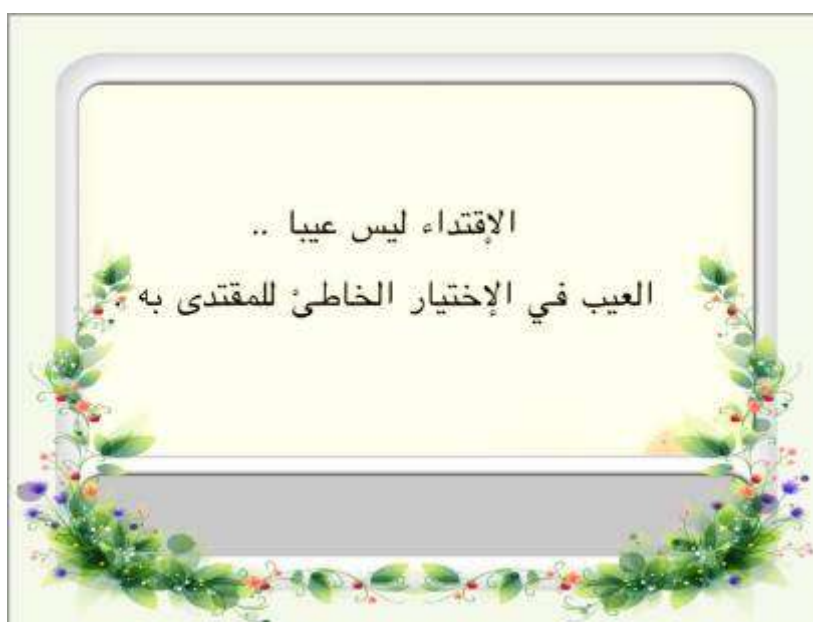 الإقتداء ليس عيبا ..
العيب في الإختيار الخاطئ للمقتدى به .